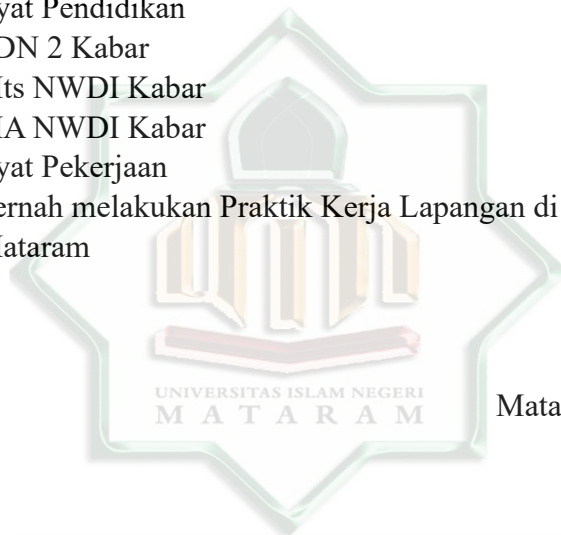 yat Pendidikan
DN 2 Kabar
Its NWDI Kabar
IA NWDI Kabar
yat Pekerjaan
ernah melakukan Praktik Kerja Lapangan di
Mataram
UNIVERSITAS ISLAM NEGERI
MATARAM
Mata